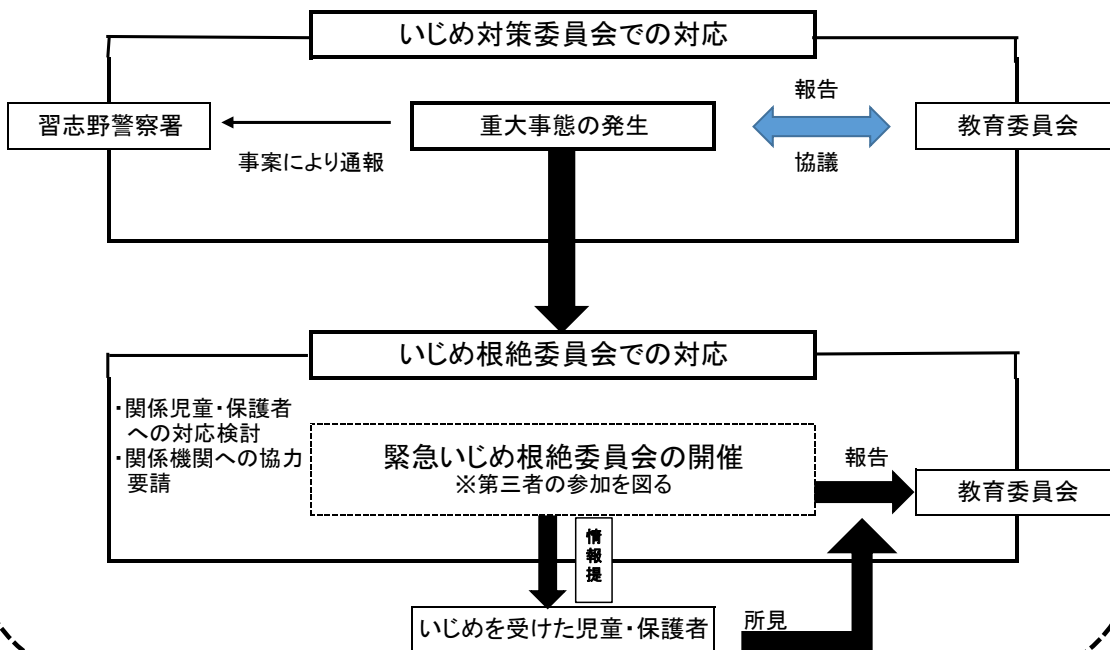 いじめ対策委員会での対応
報告
習志野警察署
重大事態の発生
教育委員会
事案により通報
協議
いじめ根絶委員会での対応
・関係児童・保護者
への対応検討
・関係機関への協力
要請
緊急いじめ根絶委員会の開催
※第三者の参加を図る
報告
教育委員会
情報提
いじめを受けた児童・保護者
所見